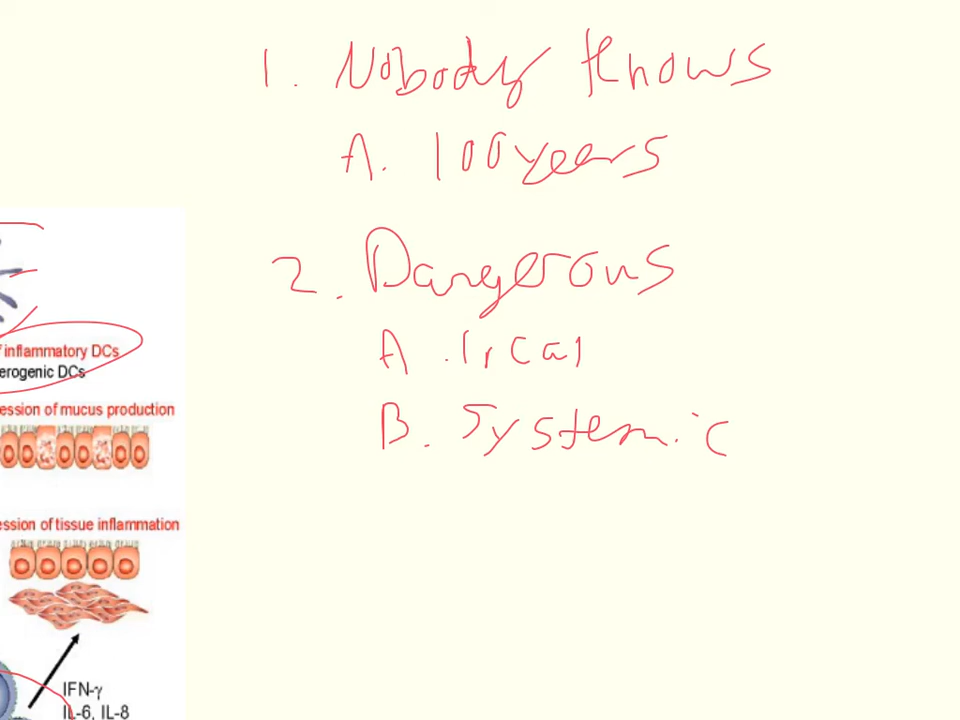 1. Nobody Knows
A. 100 years
2. Dangerous
A. local
B. Systemic
f inflammatory DCs
erogenic DCs
ession of mucus production
ession of tissue inflammation
IFN-γ
IL-6, IL-8